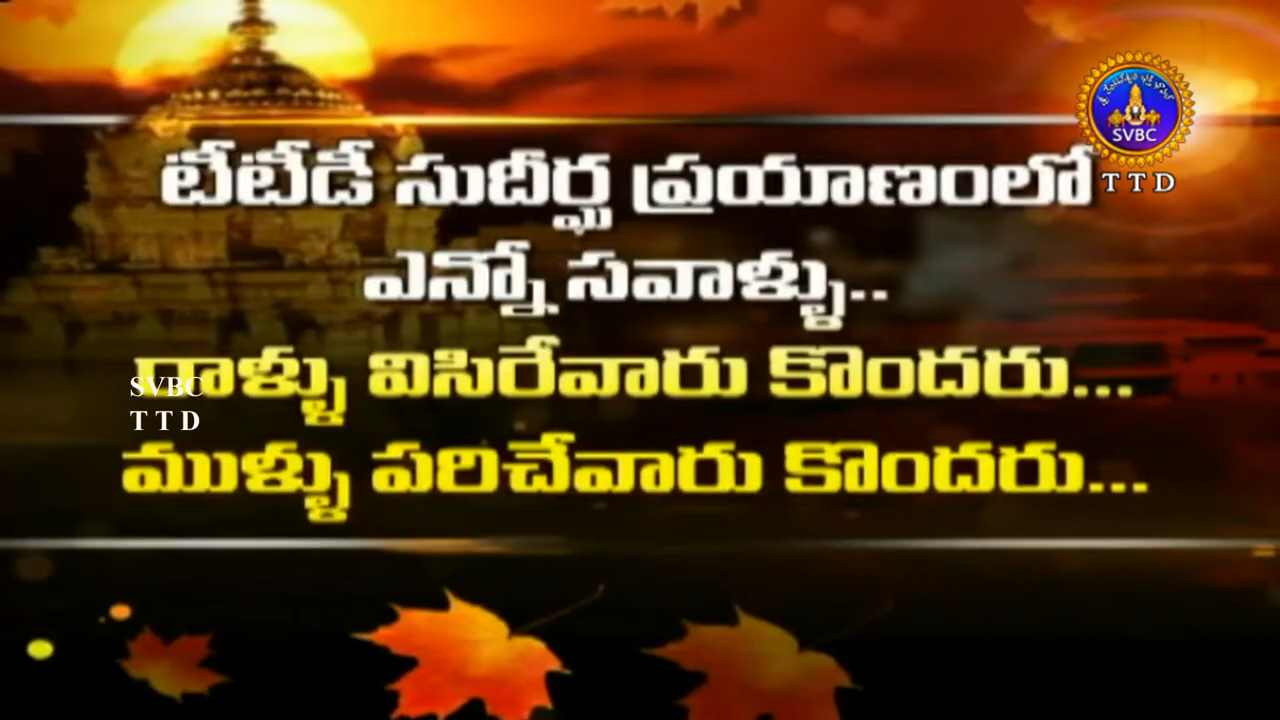 SVBC
T T D
టీటీడీ సుదీర్ఘ ప్రయాణంలో
ఎన్నో సవాళ్ళు..
రాళ్ళు విసిరేవారు కొందరు...
SVBC
T T D
ముళ్ళు పరిచేవారు కొందరు...